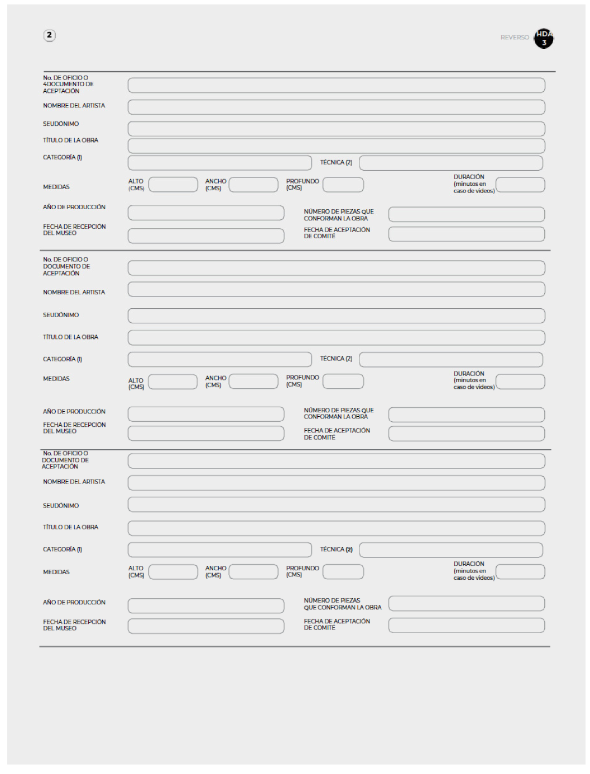 2
REVERSO HDA
3
No. DE OFICIO O
4DOCUMENTO DE
ACEPTACIÓN
NOMBRE DEL ARTISTA
SEUDÓNIMO
TÍTULO DE LA OBRA
CATEGORÍA (1) TÉCNICA (2)
MEDIDAS ALTO (CMS) ANCHO (CMS) PROFUNDO (CMS) DURACIÓN (minutos en caso de videos)
AÑO DE PRODUCCIÓN NÚMERO DE PIEZAS QUE CONFORMAN LA OBRA
FECHA DE RECEPCIÓN DEL MUSEO FECHA DE ACEPTACIÓN DE COMITÉ
No. DE OFICIO O
DOCUMENTO DE
ACEPTACIÓN
NOMBRE DEL ARTISTA
SEUDÓNIMO
TÍTULO DE LA OBRA
CATEGORÍA (1) TÉCNICA (2)
MEDIDAS ALTO (CMS) ANCHO (CMS) PROFUNDO (CMS) DURACIÓN (minutos en caso de videos)
AÑO DE PRODUCCIÓN NÚMERO DE PIEZAS QUE CONFORMAN LA OBRA
FECHA DE RECEPCIÓN DEL MUSEO FECHA DE ACEPTACIÓN DE COMITÉ
No. DE OFICIO O
DOCUMENTO DE
ACEPTACIÓN
NOMBRE DEL ARTISTA
SEUDÓNIMO
TÍTULO DE LA OBRA
CATEGORÍA (1) TÉCNICA (2)
MEDIDAS ALTO (CMS) ANCHO (CMS) PROFUNDO (CMS) DURACIÓN (minutos en caso de videos)
AÑO DE PRODUCCIÓN NÚMERO DE PIEZAS QUE CONFORMAN LA OBRA
FECHA DE RECEPCIÓN DEL MUSEO FECHA DE ACEPTACIÓN DE COMITE